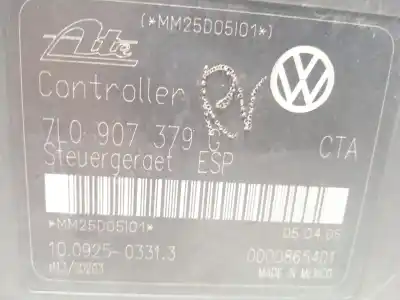 (*MM25D05I01*)
Ate
Controller
RV
7L0 907 379 G
CTA
Steuergeraet ESP
*MM25D05I01*
05.04.05
10.0925-0331.3
0000865401
MADE IN MEXICO